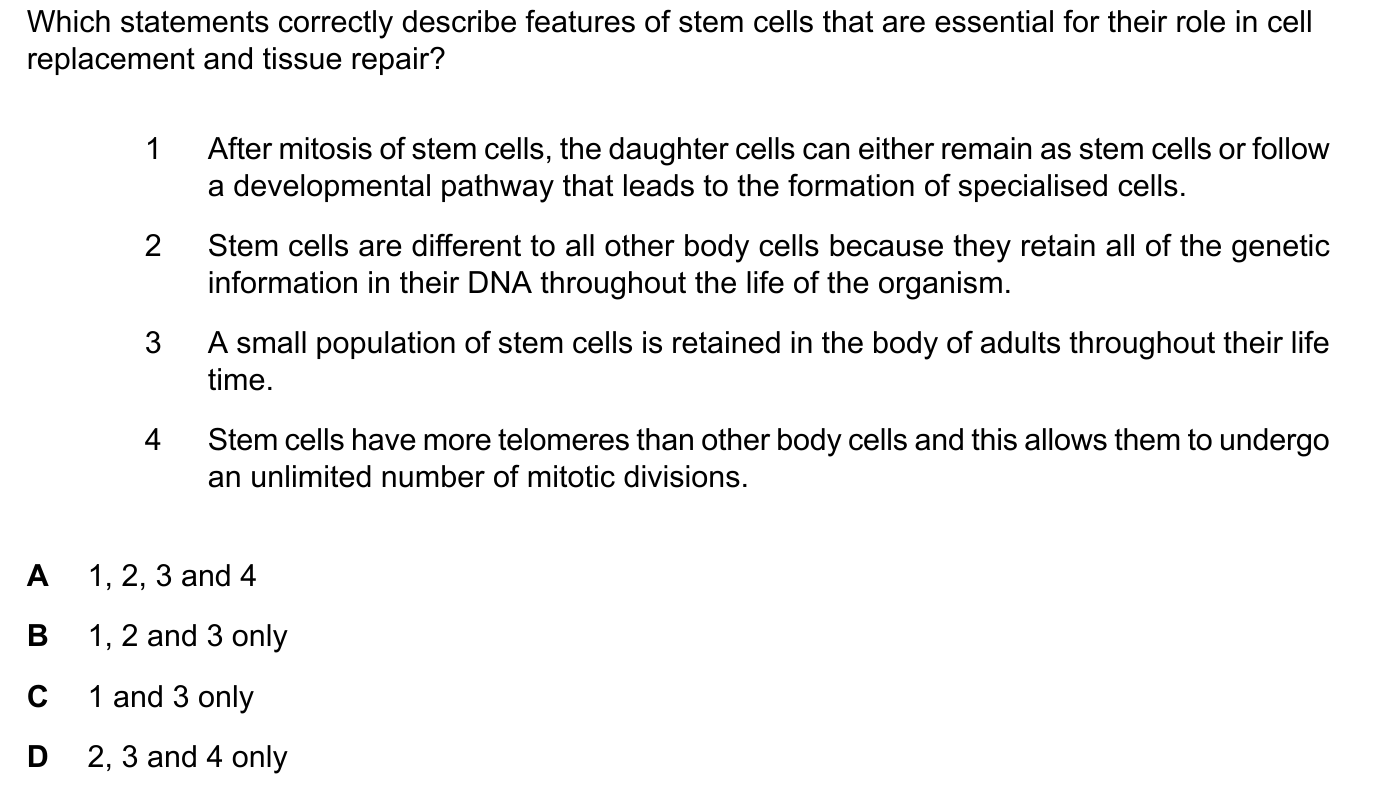 Which statements correctly describe features of stem cells that are essential for their role in cell
replacement and tissue repair?
1 After mitosis of stem cells, the daughter cells can either remain as stem cells or follow
a developmental pathway that leads to the formation of specialised cells.
2 Stem cells are different to all other body cells because they retain all of the genetic
information in their DNA throughout the life of the organism.
3 A small population of stem cells is retained in the body of adults throughout their life
time.
4 Stem cells have more telomeres than other body cells and this allows them to undergo
an unlimited number of mitotic divisions.
A 1, 2, 3 and 4
B 1, 2 and 3 only
C 1 and 3 only
D 2, 3 and 4 only